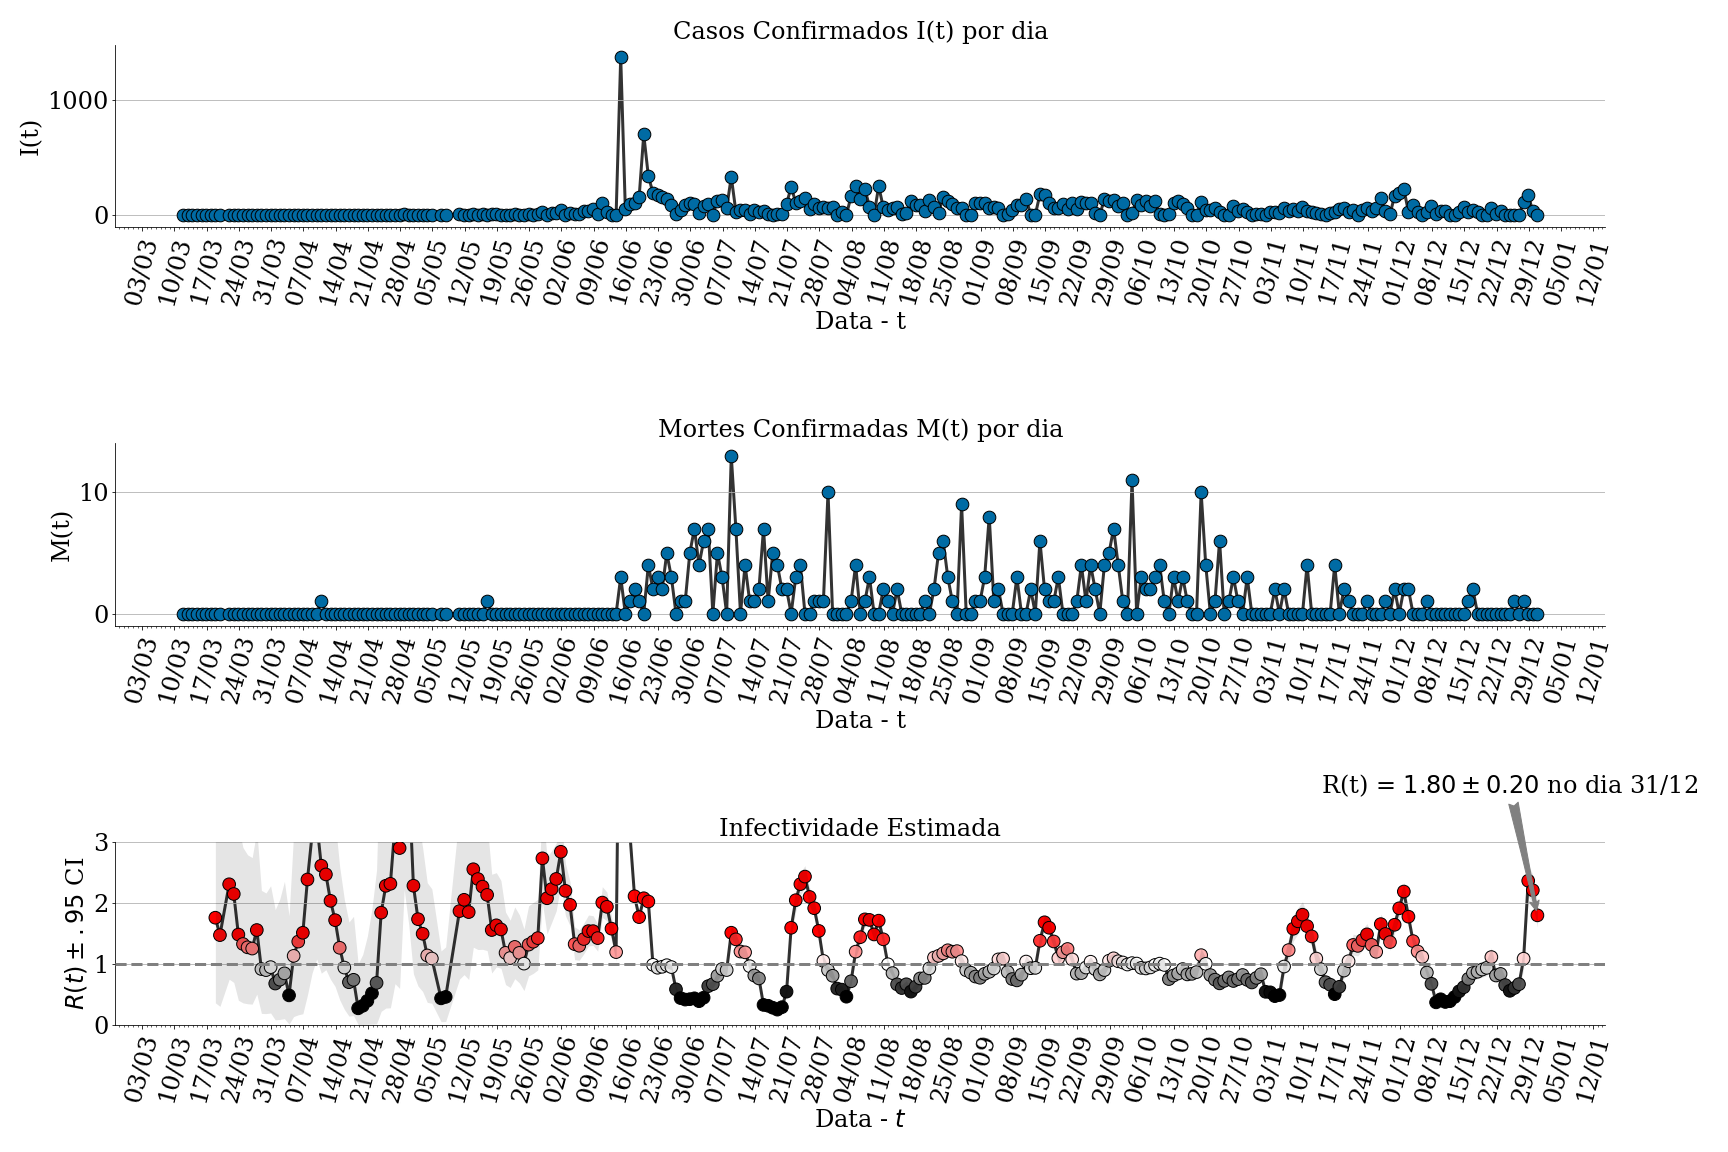 Casos Confirmados I(t) por dia
I(t)
1000
0
03/03 10/03 17/03 24/03 31/03 07/04 14/04 21/04 28/04 05/05 12/05 19/05 26/05 02/06 09/06 16/06 23/06 30/06 07/07 14/07 21/07 28/07 04/08 11/08 18/08 25/08 01/09 08/09 15/09 22/09 29/09 06/10 13/10 20/10 27/10 03/11 10/11 17/11 24/11 01/12 08/12 15/12 22/12 29/12 05/01 12/01
Data - t
Mortes Confirmadas M(t) por dia
M(t)
10
0
03/03 10/03 17/03 24/03 31/03 07/04 14/04 21/04 28/04 05/05 12/05 19/05 26/05 02/06 09/06 16/06 23/06 30/06 07/07 14/07 21/07 28/07 04/08 11/08 18/08 25/08 01/09 08/09 15/09 22/09 29/09 06/10 13/10 20/10 27/10 03/11 10/11 17/11 24/11 01/12 08/12 15/12 22/12 29/12 05/01 12/01
Data - t
R(t) = 1.80 ± 0.20 no dia 31/12
Infectividade Estimada
R(t) ± .95 CI
3
2
1
0
03/03 10/03 17/03 24/03 31/03 07/04 14/04 21/04 28/04 05/05 12/05 19/05 26/05 02/06 09/06 16/06 23/06 30/06 07/07 14/07 21/07 28/07 04/08 11/08 18/08 25/08 01/09 08/09 15/09 22/09 29/09 06/10 13/10 20/10 27/10 03/11 10/11 17/11 24/11 01/12 08/12 15/12 22/12 29/12 05/01 12/01
Data - t